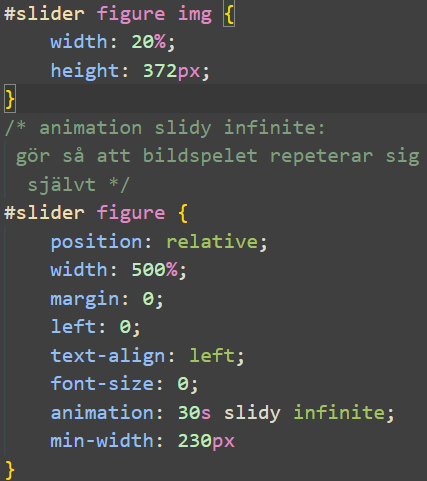 #slider figure img {
width: 20%;
height: 372px;
}
/* animation slidy infinite:
gör så att bildspelet repeterar sig
självt */
#slider figure {
position: relative;
width: 500%;
margin: 0;
left: 0;
text-align: left;
font-size: 0;
animation: 30s slidy infinite;
min-width: 230px
}